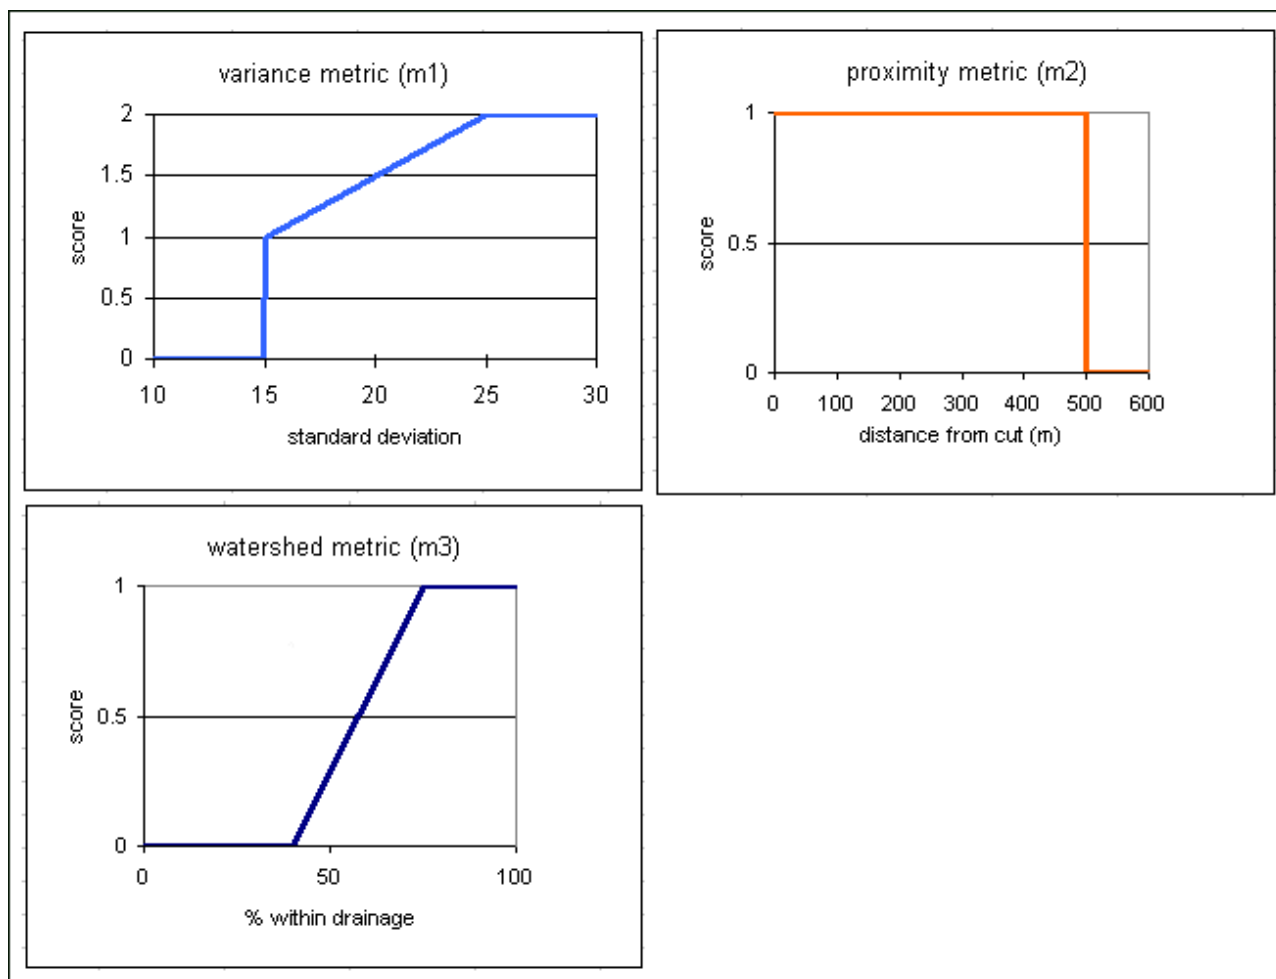 variance metric (m1)
2
1.5
1
0.5
0
score
10 15 20 25 30
standard deviation
proximity metric (m2)
1
0.5
0
score
0 100 200 300 400 500 600
distance from cut (m)
watershed metric (m3)
1
0.5
0
score
0 50 100
% within drainage